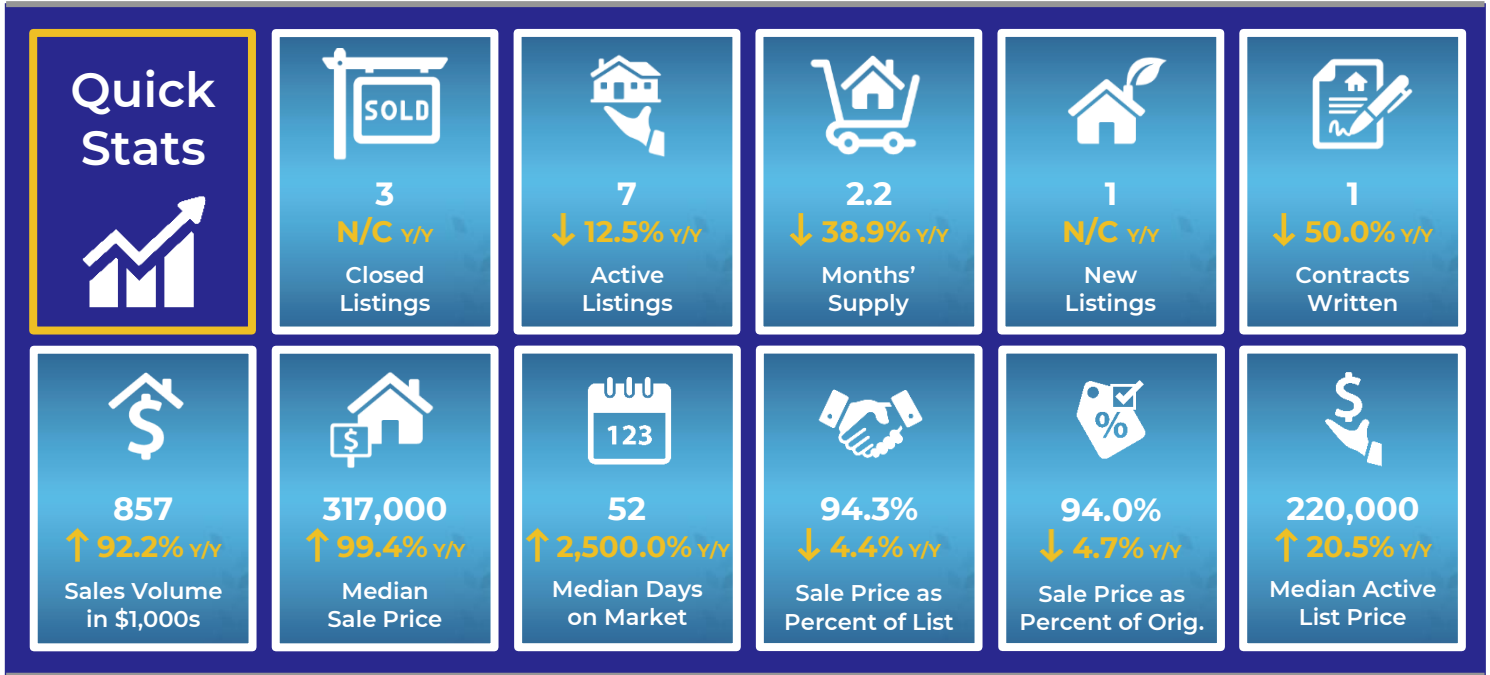 Quick
Stats
SOLD
3
N/C Y/Y
Closed
Listings
7
↓ 12.5% Y/Y
Active
Listings
2.2
↓ 38.9% Y/Y
Months’
Supply
1
N/C Y/Y
New
Listings
1
↓ 50.0% Y/Y
Contracts
Written
$
857
↑ 92.2% Y/Y
Sales Volume
in $1,000s
$
317,000
↑ 99.4% Y/Y
Median
Sale Price
123
52
↑ 2,500.0% Y/Y
Median Days
on Market
94.3%
↓ 4.4% Y/Y
Sale Price as
Percent of List
%
94.0%
↓ 4.7% Y/Y
Sale Price as
Percent of Orig.
$
220,000
↑ 20.5% Y/Y
Median Active
List Price